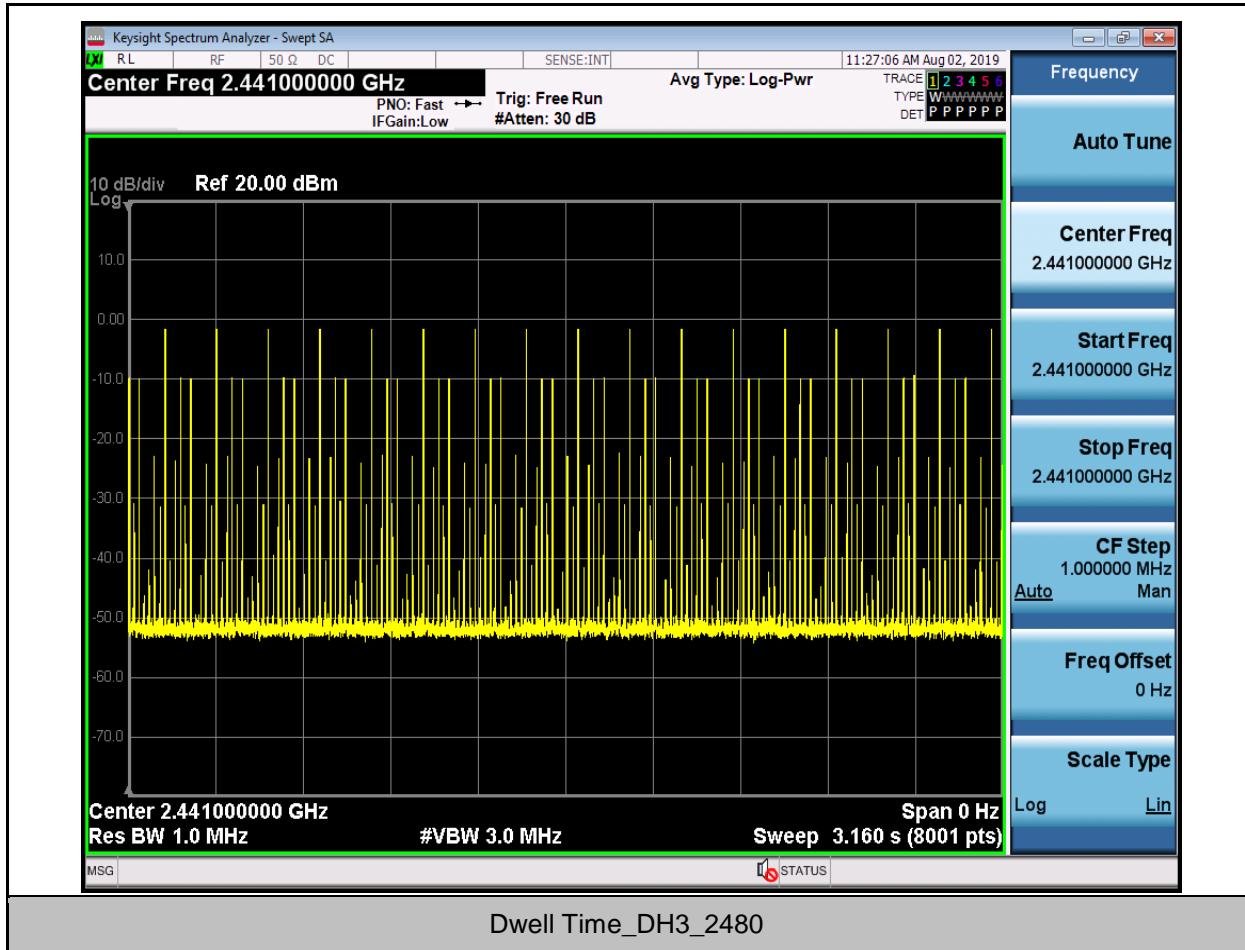 Keysight Spectrum Analyzer - Swept SA
LXI RL RF 50 Ω DC SENSE:INT 11:27:06 AM Aug 02, 2019
Center Freq 2.441000000 GHz Avg Type: Log-Pwr TRACE 1 2 3 4 5 6
PNO: Fast Trig: Free Run TYPE WWWWWW
IFGain:Low #Atten: 30 dB DET P P P P P P
10 dB/div Ref 20.00 dBm
Log
10.0
0.00
-10.0
-20.0
-30.0
-40.0
-50.0
-60.0
-70.0
Center 2.441000000 GHz Span 0 Hz
Res BW 1.0 MHz #VBW 3.0 MHz Sweep 3.160 s (8001 pts)
MSG STATUS
Frequency
Auto Tune
Center Freq
2.441000000 GHz
Start Freq
2.441000000 GHz
Stop Freq
2.441000000 GHz
CF Step
1.000000 MHz
Auto Man
Freq Offset
0 Hz
Scale Type
Log Lin
Dwell Time_DH3_2480